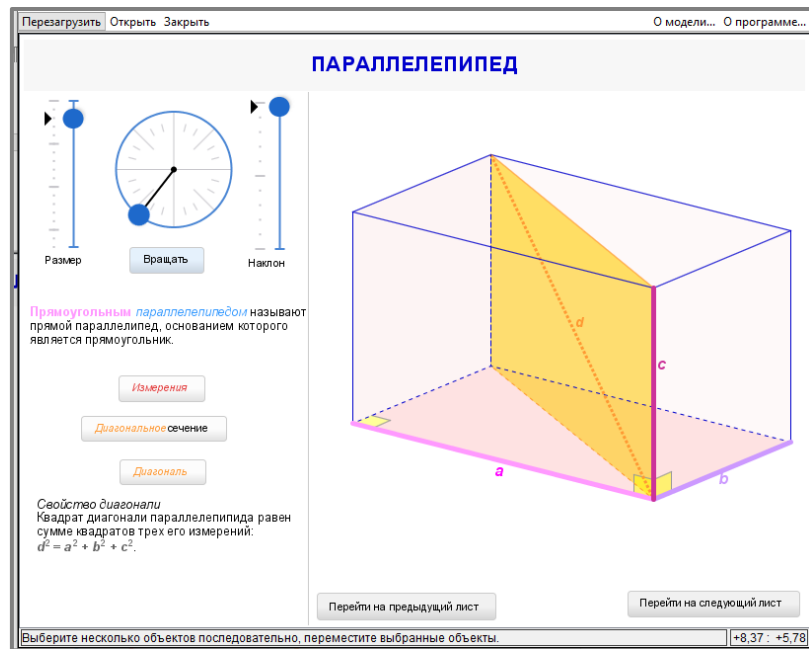 Перезагрузить Открыть Закрыть О модели... О программе...
ПАРАЛЛЕЛЕПИПЕД
Размер
Вращать
Наклон
Прямоугольным параллелепипедом называют
прямой параллелипед, основанием которого
является прямоугольник.
Измерения
Диагональное сечение
Диагональ
Свойство диагонали
Квадрат диагонали параллелепипида равен
сумме квадратов трех его измерений:
d² = a² + b² + c².
d
c
a
b
Перейти на предыдущий лист
Перейти на следующий лист
Выберите несколько объектов последовательно, переместите выбранные объекты. +8,37 : +5,78